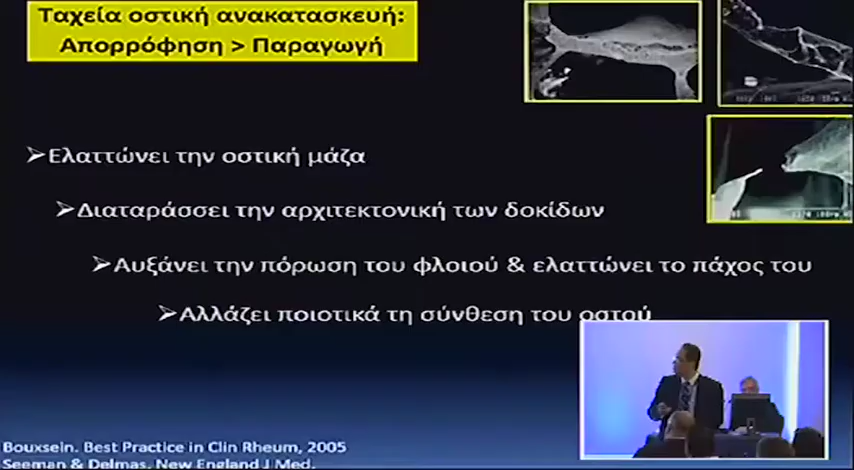 Ταχεία οστική ανακατασκευή:
Απορρόφηση > Παραγωγή
➢Ελαττώνει την οστική μάζα
➢Διαταράσσει την αρχιτεκτονική των δοκίδων
➢Αυξάνει την πόρωση του φλοιού & ελαττώνει το πάχος του
➢Αλλάζει ποιοτικά τη σύνθεση του οστού
Bouxsein. Best Practice in Clin Rheum, 2005
Seeman & Delmas. New England J Med.